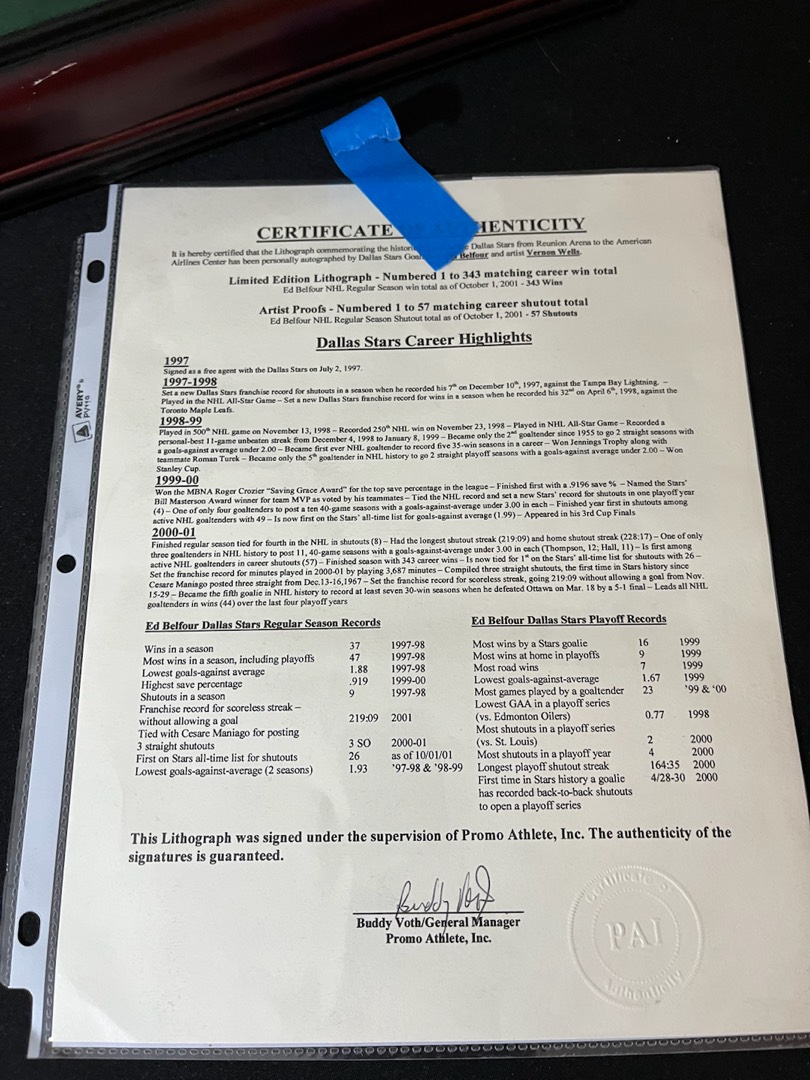 CERTIFICATE HENTICITY
It is hereby certified that the Lithograph commemorating the histori Dallas Stars from Reunion Arena to the American
Airlines Center has been personally autographed by Dallas Stars Goa Belfour and artist Vernon Wells.
Limited Edition Lithograph - Numbered 1 to 343 matching career win total
Ed Belfour NHL Regular Season win total as of October 1, 2001 - 343 Wins
Artist Proofs - Numbered 1 to 57 matching career shutout total
Ed Belfour NHL Regular Season Shutout total as of October 1, 2001 - 57 Shutouts
Dallas Stars Career Highlights
1997
Signed as a free agent with the Dallas Stars on July 2, 1997.
1997-1998
Set a new Dallas Stars franchise record for shutouts in a season when he recorded his 7th on December 10th, 1997, against the Tampa Bay Lightning. –
Played in the NHL All-Star Game – Set a new Dallas Stars franchise record for wins in a season when he recorded his 32nd on April 6th, 1998, against the
Toronto Maple Leafs.
1998-99
Played in 500th NHL game on November 13, 1998 – Recorded 250th NHL win on November 23, 1998 – Played in NHL All-Star Game – Recorded a
personal-best 11-game unbeaten streak from December 4, 1998 to January 8, 1999 – Became only the 2nd goaltender since 1955 to go 2 straight seasons with
a goals-against average under 2.00 – Became first ever NHL goaltender to record five 35-win seasons in a career – Won Jennings Trophy along with
teammate Roman Turek – Became only the 5th goaltender in NHL history to go 2 straight playoff seasons with a goals-against average under 2.00 – Won
Stanley Cup.
1999-00
Won the MBNA Roger Crozier "Saving Grace Award" for the top save percentage in the league – Finished first with a .9196 save % – Named the Stars'
Bill Masterson Award winner for team MVP as voted by his teammates – Tied the NHL record and set a new Stars' record for shutouts in one playoff year
(4) – One of only four goaltenders to post a ten 40-game seasons with a goals-against-average under 3.00 in each – Finished year first in shutouts among
active NHL goaltenders with 49 – Is now first on the Stars' all-time list for goals-against average (1.99) – Appeared in his 3rd Cup Finals
2000-01
Finished regular season tied for fourth in the NHL in shutouts (8) – Had the longest shutout streak (219:09) and home shutout streak (228:17) – One of only
three goaltenders in NHL history to post 11, 40-game seasons with a goals-against-average under 3.00 in each (Thompson, 12; Hall, 11) – Is first among
active NHL goaltenders in career shutouts (57) – Finished season with 343 career wins – Is now tied for 1st on the Stars' all-time list for shutouts with 26 –
Set the franchise record for minutes played in 2000-01 by playing 3,687 minutes – Compiled three straight shutouts, the first time in Stars history since
Cesare Maniago posted three straight from Dec.13-16,1967 – Set the franchise record for scoreless streak, going 219:09 without allowing a goal from Nov.
15-29 – Became the fifth goalie in NHL history to record at least seven 30-win seasons when he defeated Ottawa on Mar. 18 by a 5-1 final – Leads all NHL
goaltenders in wins (44) over the last four playoff years
Ed Belfour Dallas Stars Regular Season Records
Wins in a season 37 1997-98
Most wins in a season, including playoffs 47 1997-98
Lowest goals-against average 1.88 1997-98
Highest save percentage .919 1999-00
Shutouts in a season 9 1997-98
Franchise record for scoreless streak –
without allowing a goal 219:09 2001
Tied with Cesare Maniago for posting
3 straight shutouts 3 SO 2000-01
First on Stars all-time list for shutouts 26 as of 10/01/01
Lowest goals-against-average (2 seasons) 1.93 '97-98 & '98-99
Ed Belfour Dallas Stars Playoff Records
Most wins by a Stars goalie 16 1999
Most wins at home in playoffs 9 1999
Most road wins 7 1999
Lowest goals-against-average 1.67 1999
Most games played by a goaltender 23 '99 & '00
Lowest GAA in a playoff series
(vs. Edmonton Oilers) 0.77 1998
Most shutouts in a playoff series
(vs. St. Louis) 2 2000
Most shutouts in a playoff year 4 2000
Longest playoff shutout streak 164:35 2000
First time in Stars history a goalie 4/28-30 2000
has recorded back-to-back shutouts
to open a playoff series
This Lithograph was signed under the supervision of Promo Athlete, Inc. The authenticity of the
signatures is guaranteed.
Buddy Voth
Buddy Voth/General Manager
Promo Athlete, Inc.
Certificate of
PAI
Authenticity
AVERY®